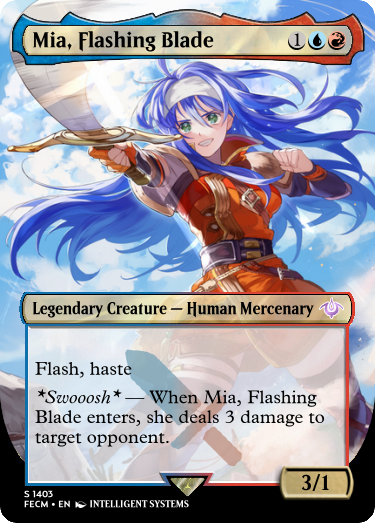 Mia, Flashing Blade 1
Legendary Creature — Human Mercenary
Flash, haste
*Swooosh* — When Mia, Flashing
Blade enters, she deals 3 damage to
target opponent.
3/1
S 1403
FECM • EN INTELLIGENT SYSTEMS